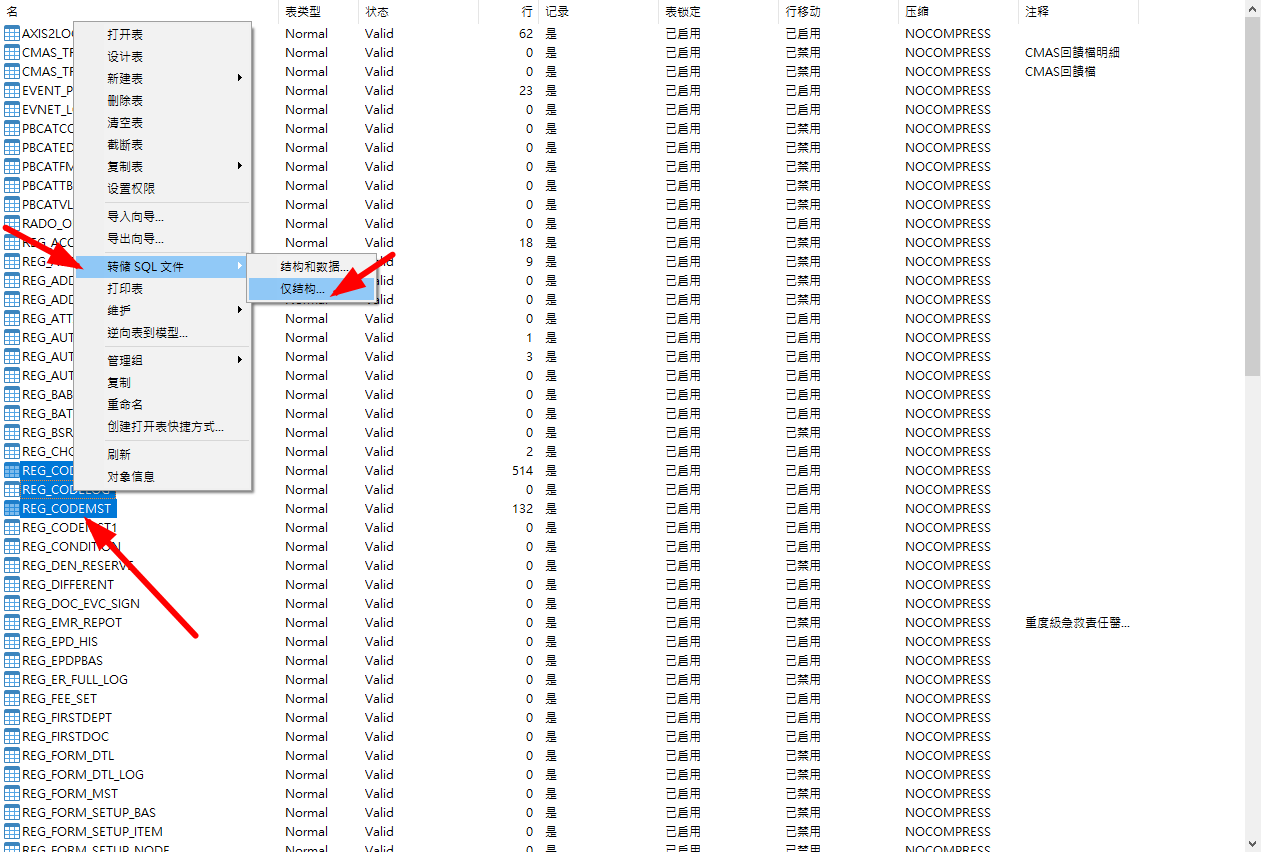 名 表类型 状态 行 记录 表锁定 行移动 压缩 注释
AXIS2LO Normal Valid 62 是 已启用 已启用 NOCOMPRESS
CMAS_TF Normal Valid 0 是 已启用 已禁用 NOCOMPRESS CMAS回饋檔明細
CMAS_TF Normal Valid 0 是 已启用 已禁用 NOCOMPRESS CMAS回饋檔
EVENT_P Normal Valid 23 是 已启用 已启用 NOCOMPRESS
EVNET_L Normal Valid 0 是 已启用 已启用 NOCOMPRESS
PBCATCO Normal Valid 0 是 已启用 已禁用 NOCOMPRESS
PBCATED Normal Valid 0 是 已启用 已禁用 NOCOMPRESS
PBCATFM Normal Valid 0 是 已启用 已禁用 NOCOMPRESS
PBCATTB Normal Valid 0 是 已启用 已禁用 NOCOMPRESS
PBCATVL Normal Valid 0 是 已启用 已禁用 NOCOMPRESS
RADO_O Normal Valid 0 是 已启用 已启用 NOCOMPRESS
REG_ACC Normal Valid 18 是 已启用 已启用 NOCOMPRESS
REG_A Valid 9 是 已启用 已启用 NOCOMPRESS
REG_ADD Valid 0 是 已启用 已启用 NOCOMPRESS
REG_ADD alid 0 是 已启用 已启用 NOCOMPRESS
REG_ATT Normal Valid 0 是 已启用 已启用 NOCOMPRESS
REG_AUT Normal Valid 1 是 已启用 已启用 NOCOMPRESS
REG_AUT Normal Valid 3 是 已启用 已启用 NOCOMPRESS
REG_AUT Normal Valid 0 是 已启用 已启用 NOCOMPRESS
REG_BAB Normal Valid 0 是 已启用 已启用 NOCOMPRESS
REG_BAT Normal Valid 0 是 已启用 已启用 NOCOMPRESS
REG_BSR Normal Valid 0 是 已启用 已禁用 NOCOMPRESS
REG_CHO Normal Valid 2 是 已启用 已启用 NOCOMPRESS
REG_COD Normal Valid 514 是 已启用 已启用 NOCOMPRESS
REG_CODELOG Normal Valid 0 是 已启用 已启用 NOCOMPRESS
REG_CODEMST Normal Valid 132 是 已启用 已启用 NOCOMPRESS
REG_CODEMST1 Normal Valid 0 是 已启用 已启用 NOCOMPRESS
REG_CONDITION Normal Valid 0 是 已启用 已启用 NOCOMPRESS
REG_DEN_RESERVE Normal Valid 0 是 已启用 已禁用 NOCOMPRESS
REG_DIFFERENT Normal Valid 0 是 已启用 已启用 NOCOMPRESS
REG_DOC_EVC_SIGN Normal Valid 0 是 已启用 已启用 NOCOMPRESS
REG_EMR_REPOT Normal Valid 0 是 已启用 已禁用 NOCOMPRESS 重度級急救責任醫...
REG_EPD_HIS Normal Valid 0 是 已启用 已启用 NOCOMPRESS
REG_EPDPBAS Normal Valid 0 是 已启用 已启用 NOCOMPRESS
REG_ER_FULL_LOG Normal Valid 0 是 已启用 已禁用 NOCOMPRESS
REG_FEE_SET Normal Valid 0 是 已启用 已启用 NOCOMPRESS
REG_FIRSTDEPT Normal Valid 0 是 已启用 已启用 NOCOMPRESS
REG_FIRSTDOC Normal Valid 0 是 已启用 已启用 NOCOMPRESS
REG_FORM_DTL Normal Valid 0 是 已启用 已禁用 NOCOMPRESS
REG_FORM_DTL_LOG Normal Valid 0 是 已启用 已禁用 NOCOMPRESS
REG_FORM_MST Normal Valid 0 是 已启用 已禁用 NOCOMPRESS
REG_FORM_SETUP_BAS Normal Valid 0 是 已启用 已禁用 NOCOMPRESS
REG_FORM_SETUP_ITEM Normal Valid 0 是 已启用 已禁用 NOCOMPRESS
REG_FORM_SETUP_NODE Normal Valid 0 是 已启用 已禁用 NOCOMPRESS
打开表
设计表
新建表
删除表
清空表
截断表
复制表
设置权限
导入向导...
导出向导...
转储 SQL 文件
打印表
维护
逆向表到模型...
管理组
复制
重命名
创建打开表快捷方式...
刷新
对象信息
结构和数据...
仅结构...